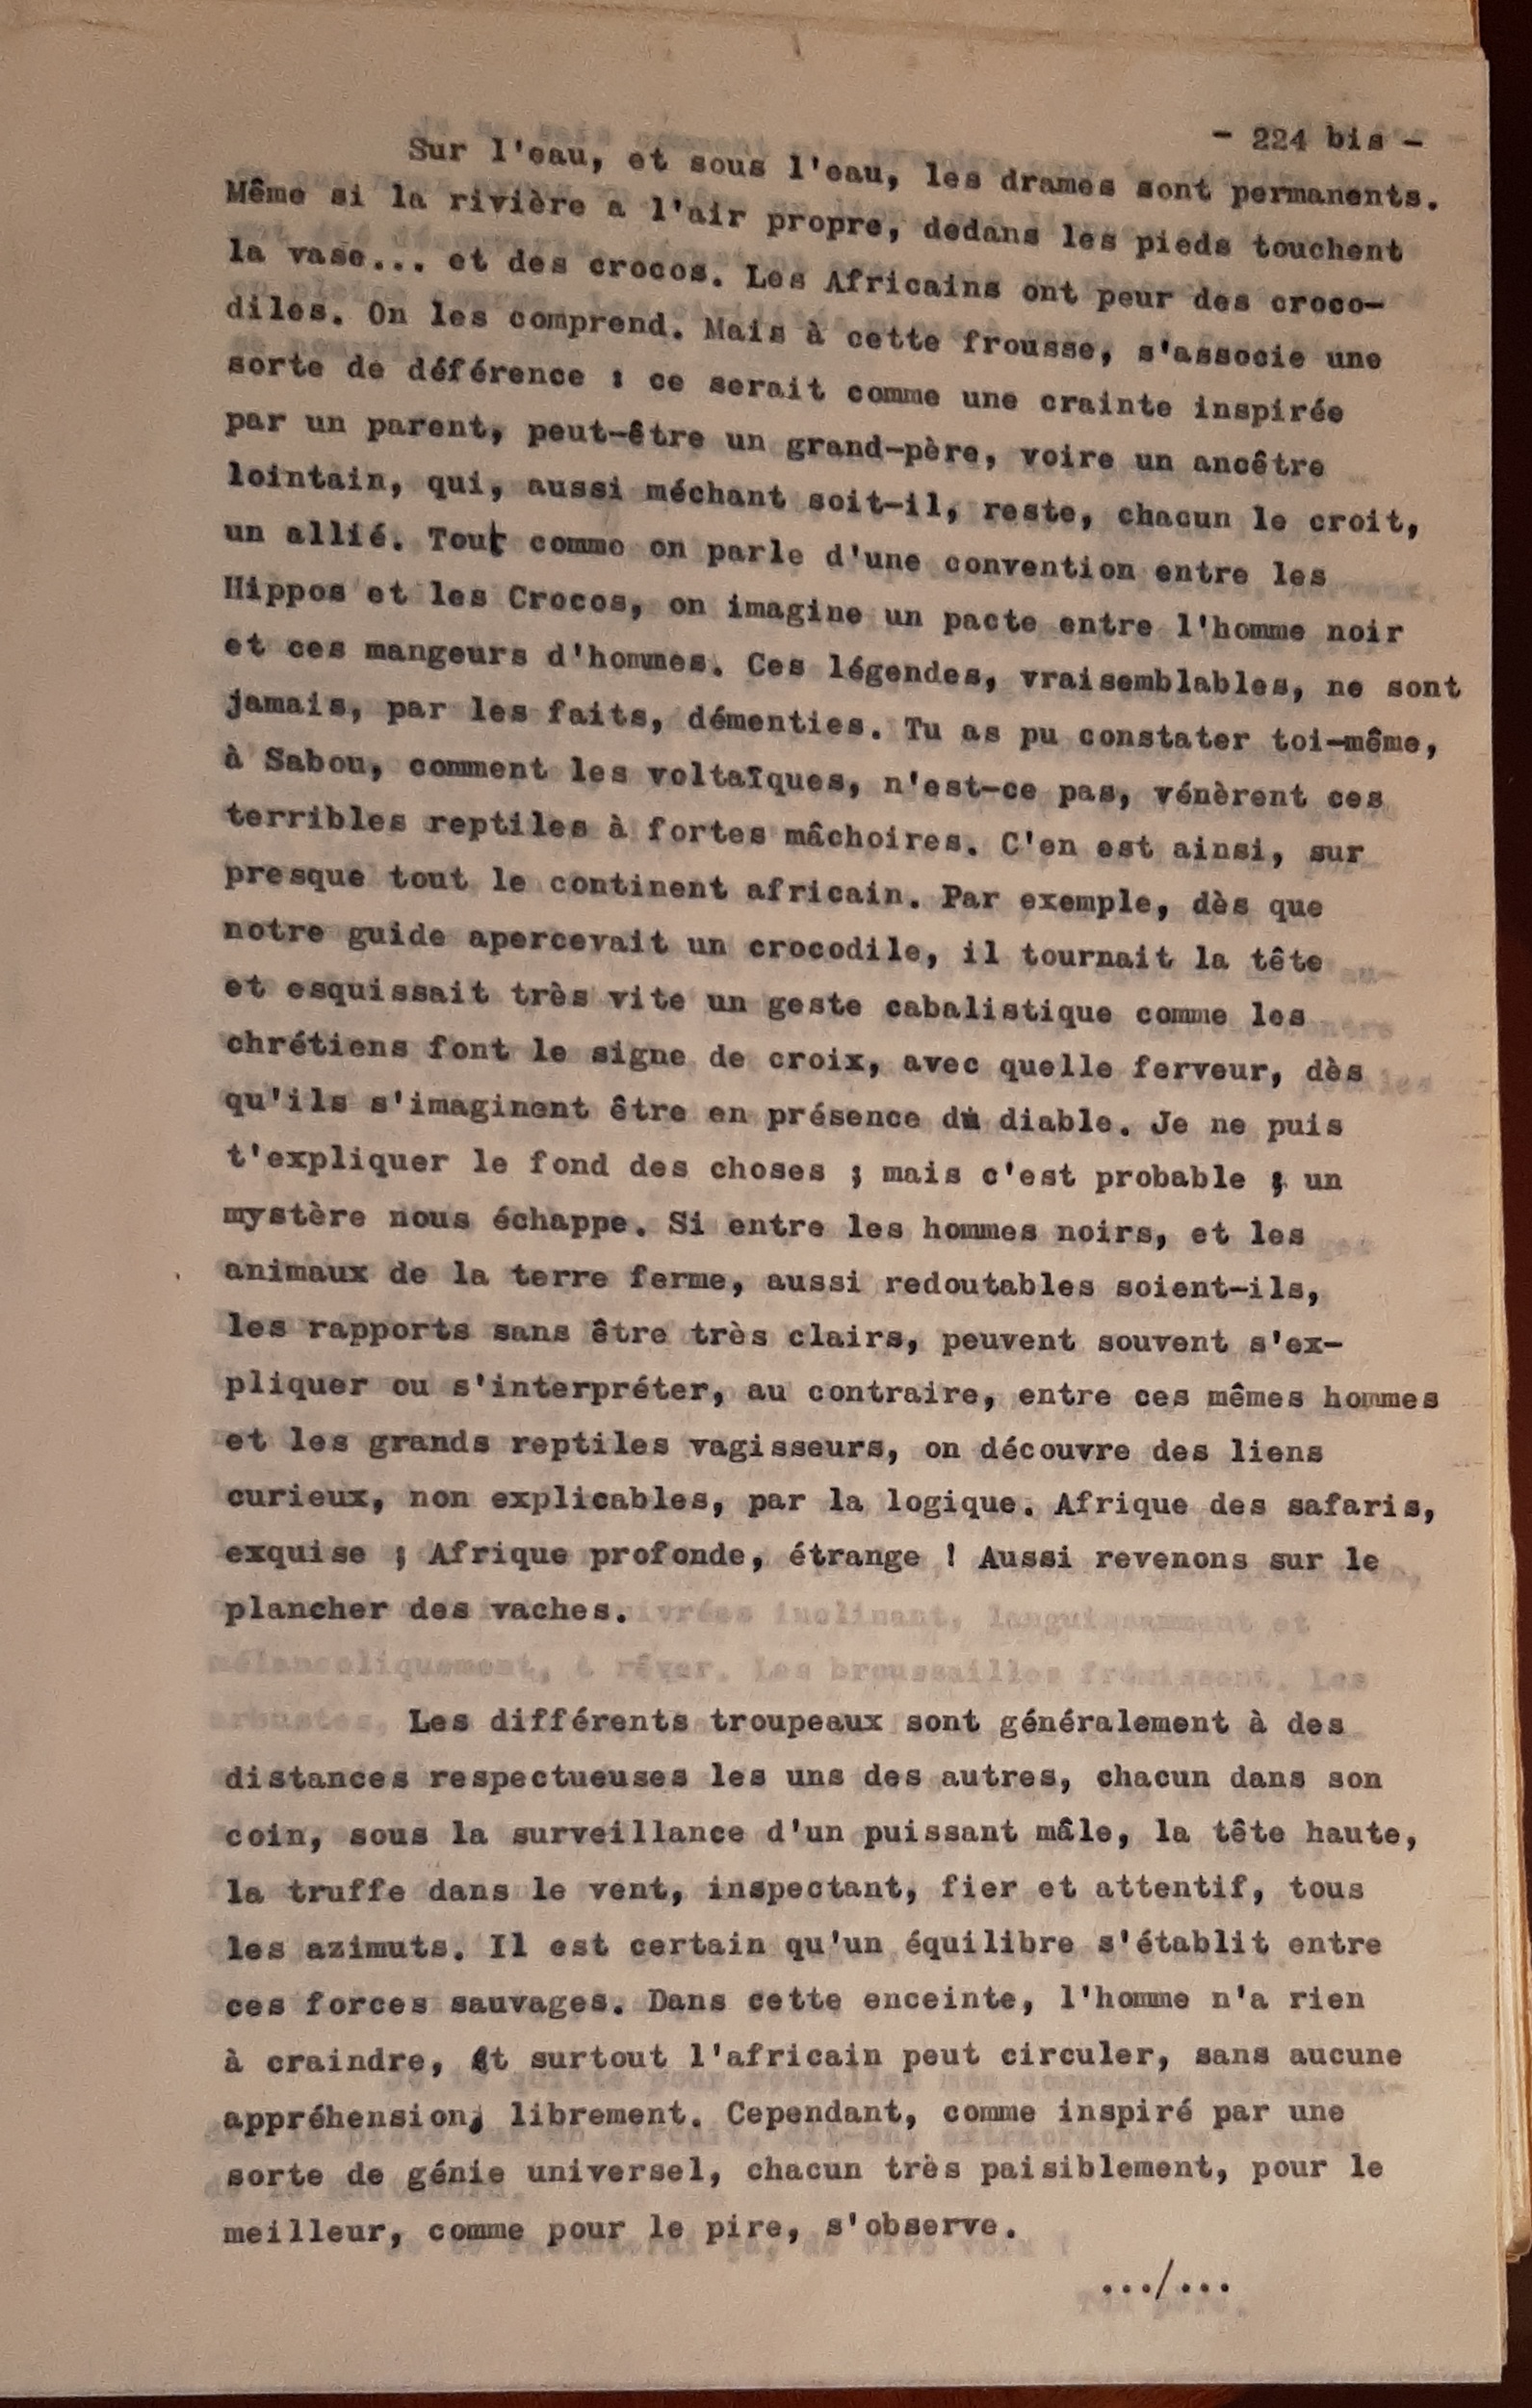 - 224 bis -
Sur l'eau, et sous l'eau, les drames sont permanents.
Même si la rivière a l'air propre, dedans les pieds touchent
la vase... et des crocos. Les Africains ont peur des croco-
diles. On les comprend. Mais à cette frousse, s'associe une
sorte de déférence : ce serait comme une crainte inspirée
par un parent, peut-être un grand-père, voire un ancêtre
lointain, qui, aussi méchant soit-il, reste, chacun le croit,
un allié. Tout comme on parle d'une convention entre les
Hippos et les Crocos, on imagine un pacte entre l'homme noir
et ces mangeurs d'hommes. Ces légendes, vraisemblables, ne sont
jamais, par les faits, démenties. Tu as pu constater toi-même,
à Sabou, comment les voltaïques, n'est-ce pas, vénèrent ces
terribles reptiles à fortes mâchoires. C'en est ainsi, sur
presque tout le continent africain. Par exemple, dès que
notre guide apercevait un crocodile, il tournait la tête
et esquissait très vite un geste cabalistique comme les
chrétiens font le signe de croix, avec quelle ferveur, dès
qu'ils s'imaginent être en présence du diable. Je ne puis
t'expliquer le fond des choses ; mais c'est probable ; un
mystère nous échappe. Si entre les hommes noirs, et les
animaux de la terre ferme, aussi redoutables soient-ils,
les rapports sans être très clairs, peuvent souvent s'ex-
pliquer ou s'interpréter, au contraire, entre ces mêmes hommes
et les grands reptiles vagisseurs, on découvre des liens
curieux, non explicables, par la logique. Afrique des safaris,
exquise ; Afrique profonde, étrange ! Aussi revenons sur le
plancher des vaches.
Les différents troupeaux sont généralement à des
distances respectueuses les uns des autres, chacun dans son
coin, sous la surveillance d'un puissant mâle, la tête haute,
la truffe dans le vent, inspectant, fier et attentif, tous
les azimuts. Il est certain qu'un équilibre s'établit entre
ces forces sauvages. Dans cette enceinte, l'homme n'a rien
à craindre, et surtout l'africain peut circuler, sans aucune
appréhension, librement. Cependant, comme inspiré par une
sorte de génie universel, chacun très paisiblement, pour le
meilleur, comme pour le pire, s'observe.
.../...